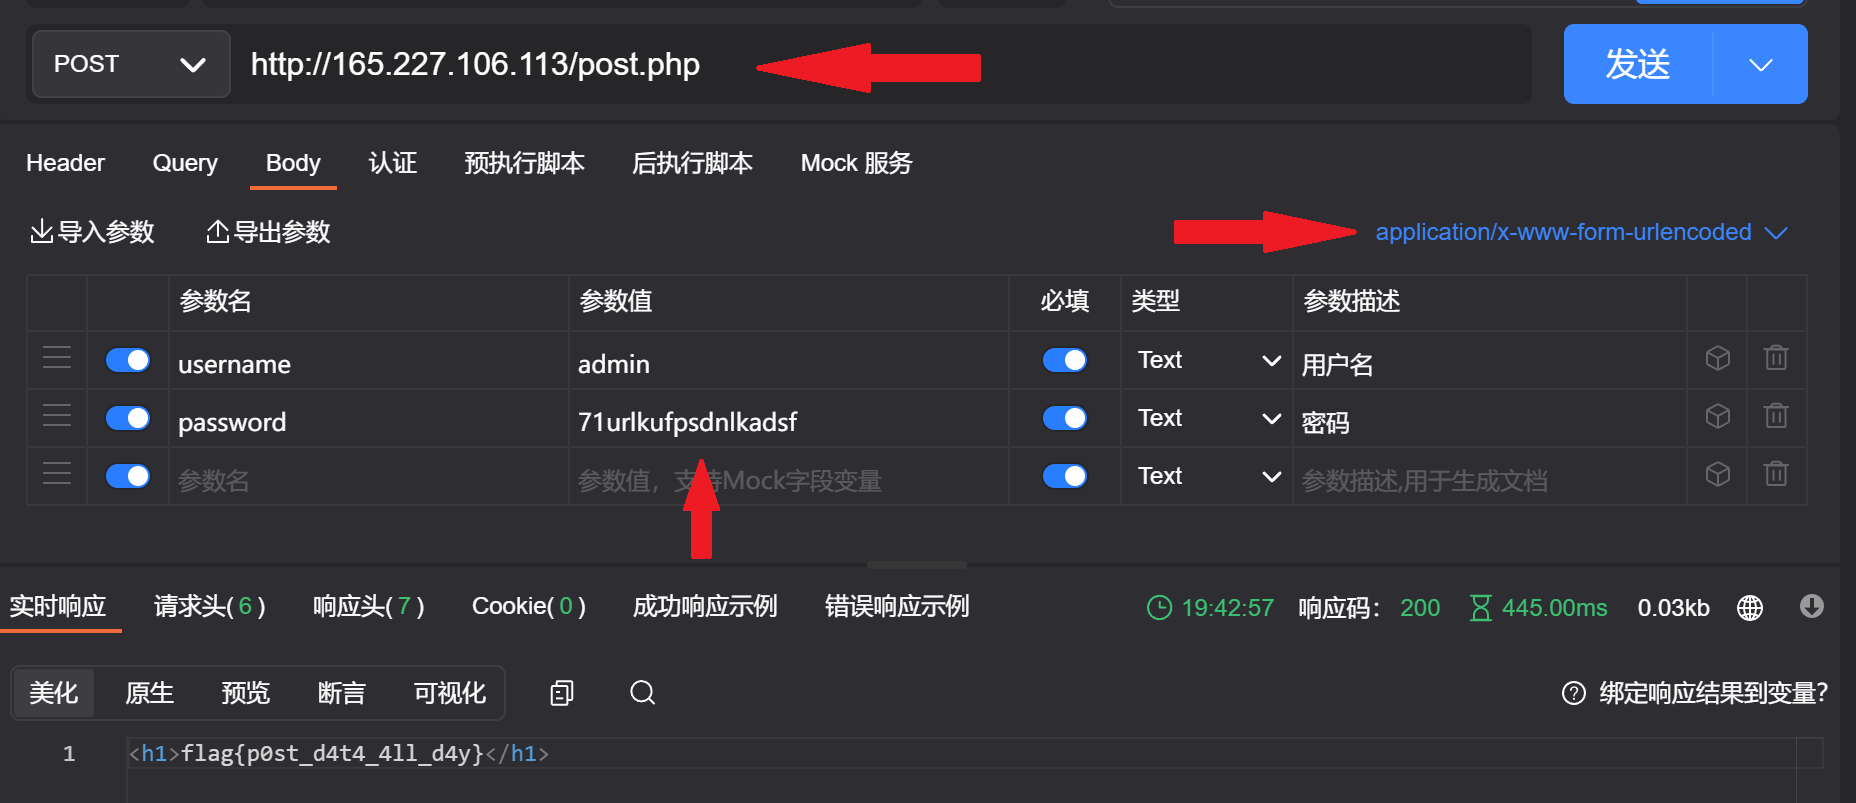 POST http://165.227.106.113/post.php 发送
Header Query Body 认证 预执行脚本 后执行脚本 Mock 服务
导入参数 导出参数 application/x-www-form-urlencoded
参数名 参数值 必填 类型 参数描述
username admin Text 用户名
password 71urlkufpsdnlkadsf Text 密码
参数名 参数值，支持Mock字段变量 Text 参数描述,用于生成文档
实时响应 请求头(6) 响应头(7) Cookie(0) 成功响应示例 错误响应示例 19:42:57 响应码： 200 445.00ms 0.03kb
美化 原生 预览 断言 可视化 绑定响应结果到变量?
1 <h1>flag{p0st_d4t4_4ll_d4y}</h1>